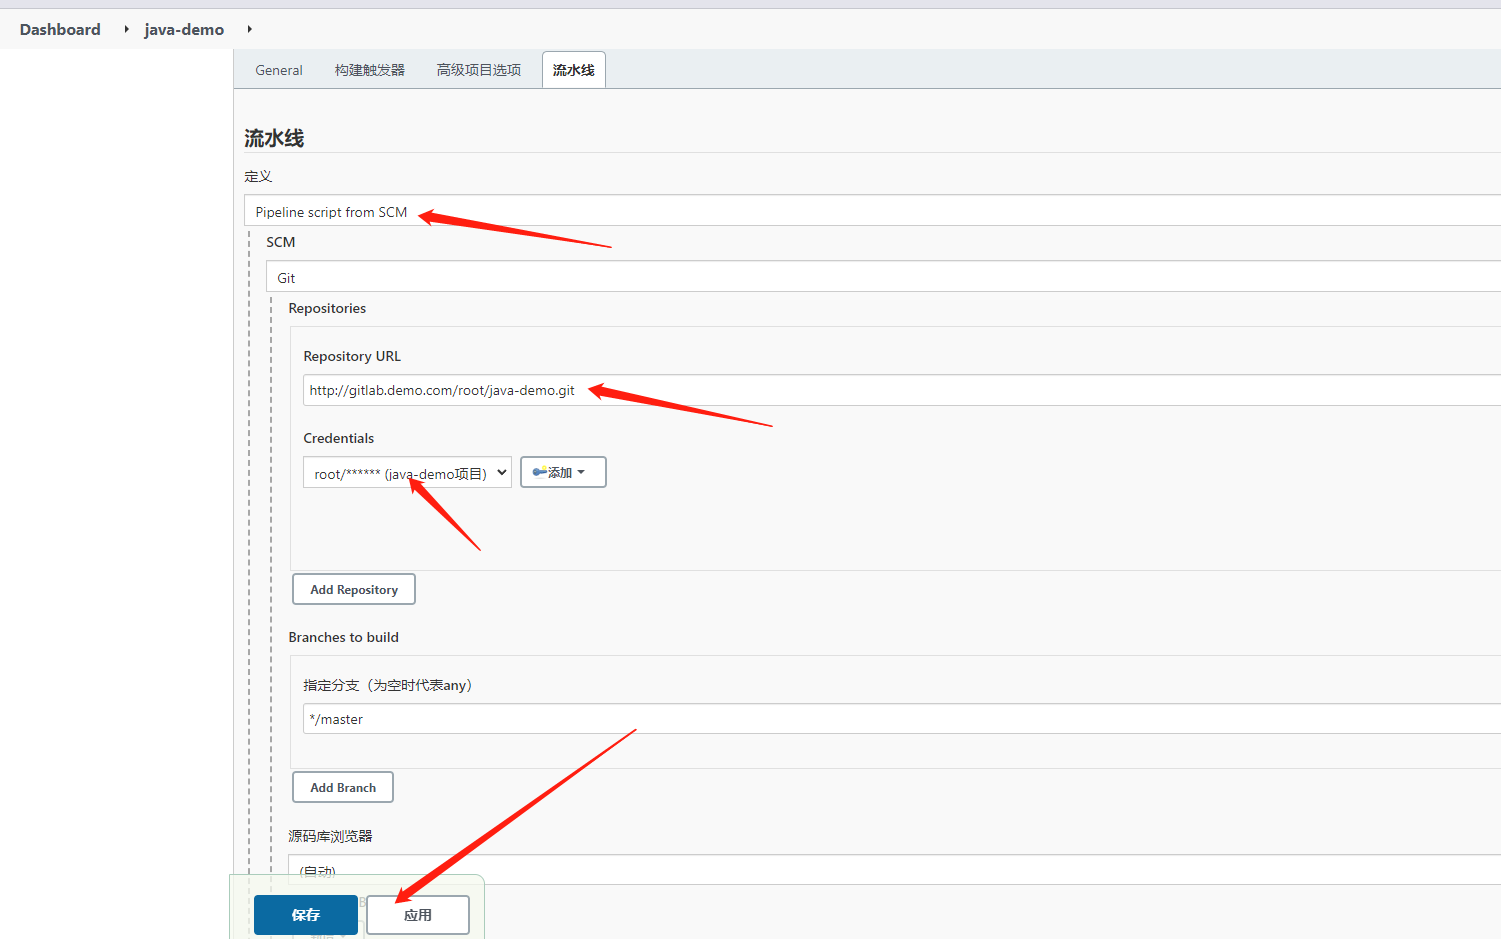 Dashboard java-demo
General 构建触发器 高级项目选项 流水线
流水线
定义
Pipeline script from SCM
SCM
Git
Repositories
Repository URL
http://gitlab.demo.com/root/java-demo.git
Credentials
root/****** (java-demo项目) 添加
Add Repository
Branches to build
指定分支（为空时代表any）
*/master
Add Branch
源码库浏览器
(自动)
保存 应用